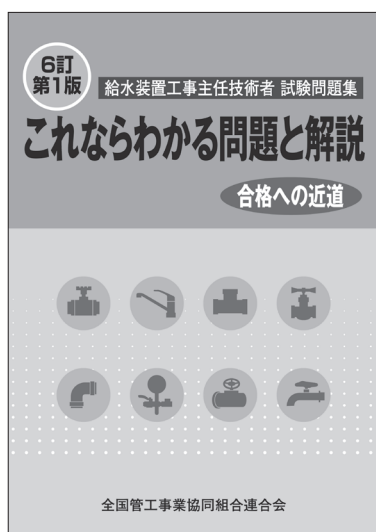 6訂
第1版
給水装置工事主任技術者 試験問題集
これならわかる問題と解説
合格への近道
全国管工事業協同組合連合会